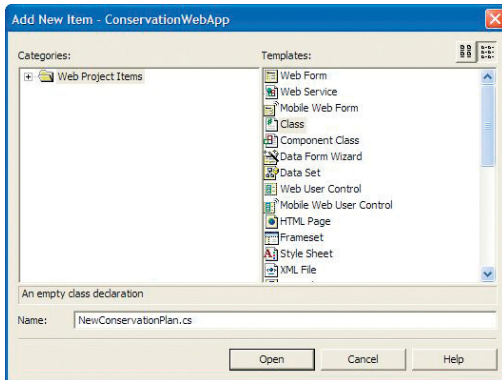 Add New Item - ConservationWebApp
Categories:
Templates:
Web Project Items
Web Form
Web Service
Mobile Web Form
Class
Component Class
Data Form Wizard
Data Set
Web User Control
Mobile Web User Control
HTML Page
Frameset
Style Sheet
XML File
An empty class declaration
Name: NewConservationPlan.cs
Open Cancel Help